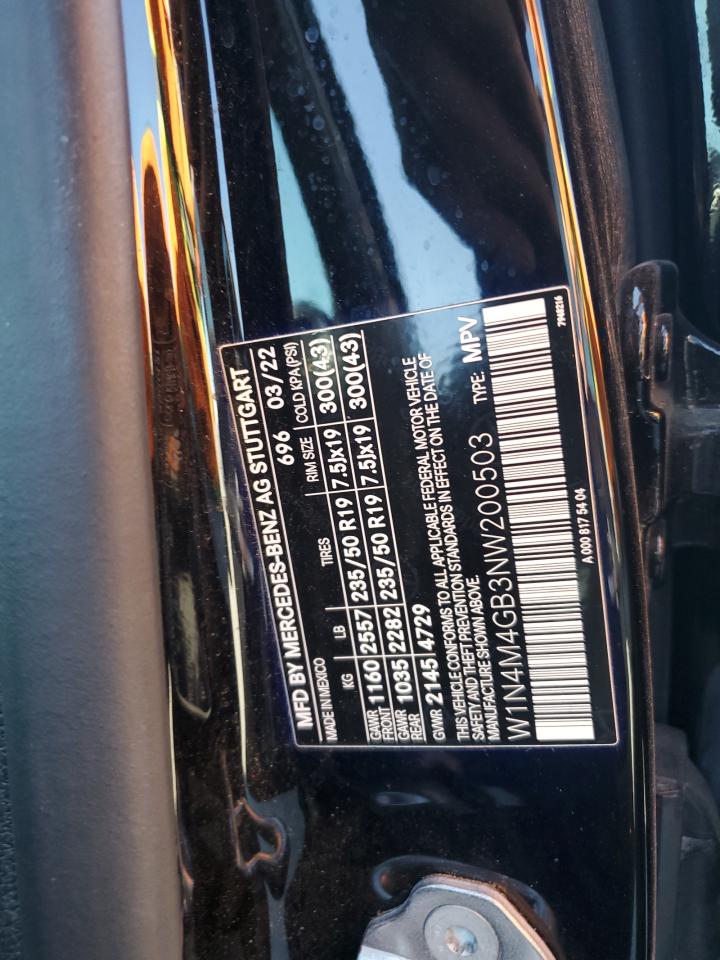 MFD BY MERCEDES-BENZ AG STUTTGART
MADE IN MEXICO 696 03/22
KG LB TIRES RIM SIZE COLD KPA(PSI)
GAWR FRONT 1160 2557 235/50 R19 7.5Jx19 300(43)
GAWR REAR 1035 2282 235/50 R19 7.5Jx19 300(43)
GWR 2145 4729
THIS VEHICLE CONFORMS TO ALL APPLICABLE FEDERAL MOTOR VEHICLE
SAFETY AND THEFT PREVENTION STANDARDS IN EFFECT ON THE DATE OF
MANUFACTURE SHOWN ABOVE.
W1N4M4GB3NW200503 TYPE: MPV
A 000 817 54 04
7948216